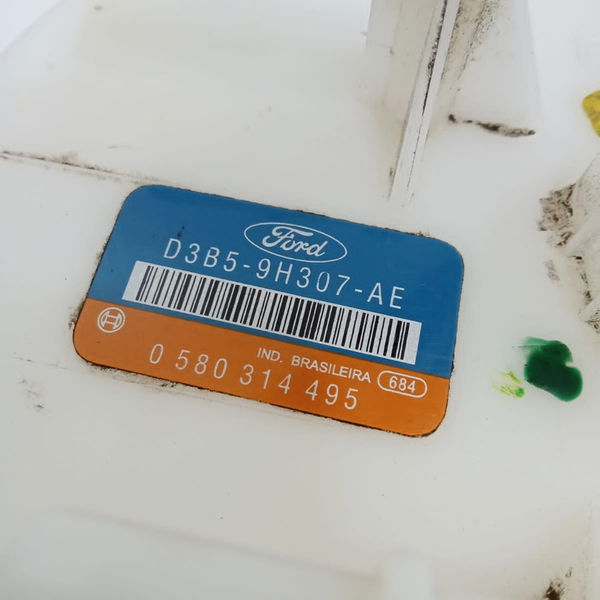 Ford
D3B5-9H307-AE
IND. BRASILEIRA 684
0 580 314 495